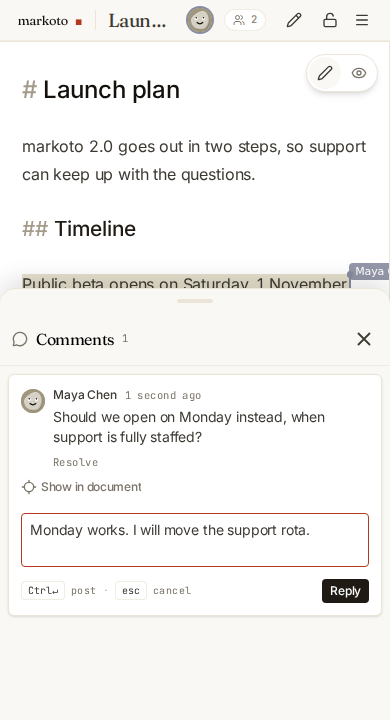 markoto
Laun...
2
# Launch plan
markoto 2.0 goes out in two steps, so support
can keep up with the questions.
## Timeline
Maya
Public beta opens on Saturday, 1 November
Comments 1
Maya Chen 1 second ago
Should we open on Monday instead, when
support is fully staffed?
Resolve
Show in document
Monday works. I will move the support rota.
Ctrl↵ post · esc cancel
Reply